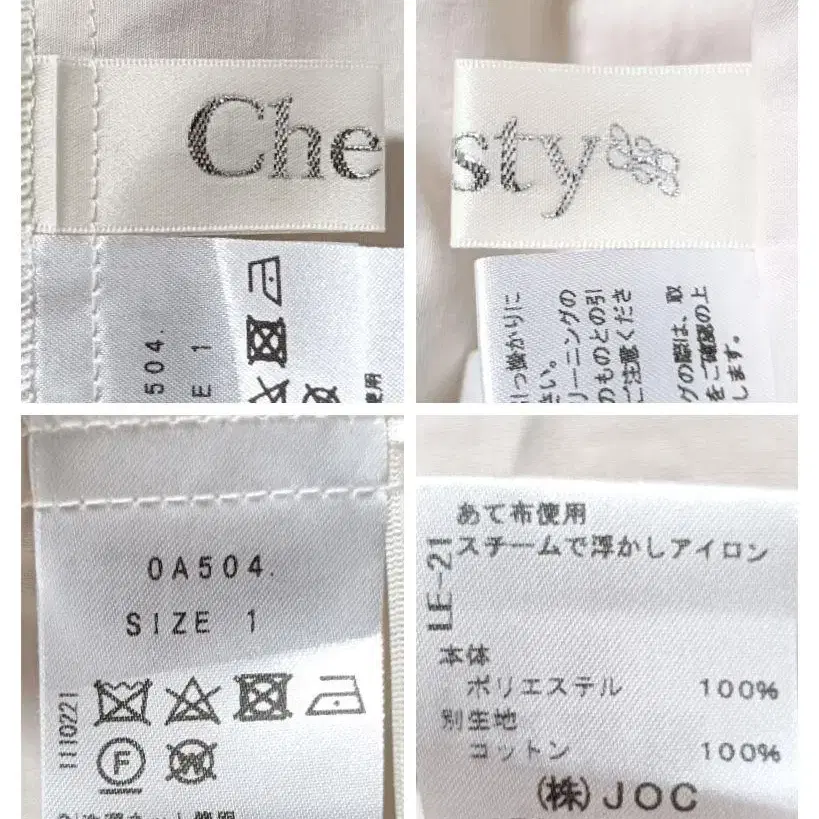 Che
504.
E 1
使用
sty
引っ掛かりに
さい。
リーニングの
のものとの引
ご注意くださ
グの際は、取
をご確認の上
します。
0A504.
SIZE 1
1110221
F
W
LE-21
あて布使用
スチームで浮かしアイロン
本体
ポリエステル 100%
別生地
コットン 100%
(株)JOC